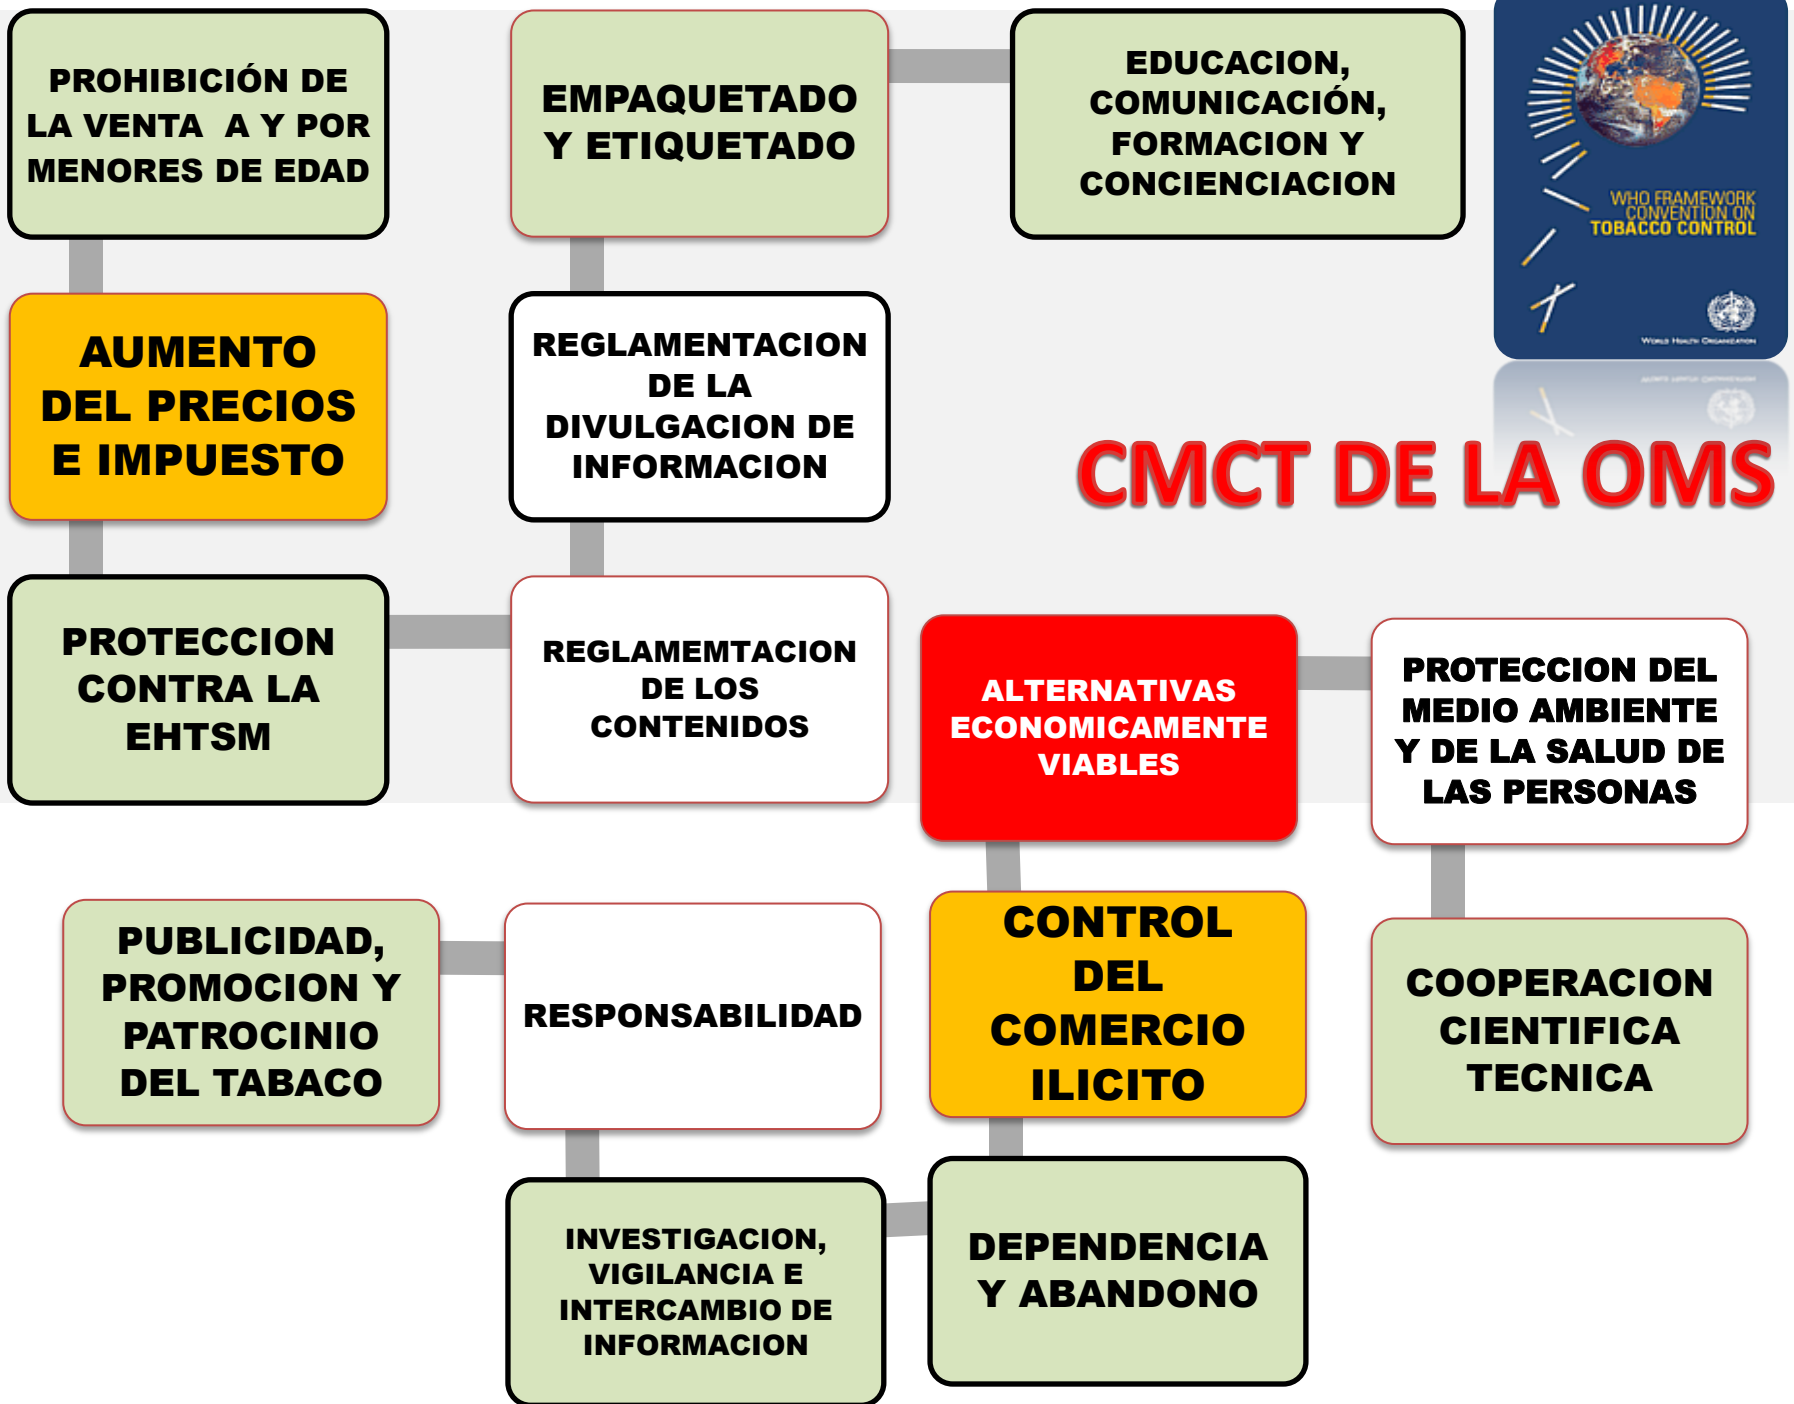 PROHIBICIÓN DE
LA VENTA A Y POR
MENORES DE EDAD
EMPAQUETADO
Y ETIQUETADO
EDUCACION,
COMUNICACIÓN,
FORMACION Y
CONCIENCIACION
WHO FRAMEWORK
CONVENTION ON
TOBACCO CONTROL
WORLD HEALTH ORGANIZATION
AUMENTO
DEL PRECIOS
E IMPUESTO
REGLAMENTACION
DE LA
DIVULGACION DE
INFORMACION
CMCT DE LA OMS
PROTECCION
CONTRA LA
EHTSM
REGLAMEMTACION
DE LOS
CONTENIDOS
ALTERNATIVAS
ECONOMICAMENTE
VIABLES
PROTECCION DEL
MEDIO AMBIENTE
Y DE LA SALUD DE
LAS PERSONAS
PUBLICIDAD,
PROMOCION Y
PATROCINIO
DEL TABACO
RESPONSABILIDAD
CONTROL
DEL
COMERCIO
ILICITO
COOPERACION
CIENTIFICA
TECNICA
INVESTIGACION,
VIGILANCIA E
INTERCAMBIO DE
INFORMACION
DEPENDENCIA
Y ABANDONO